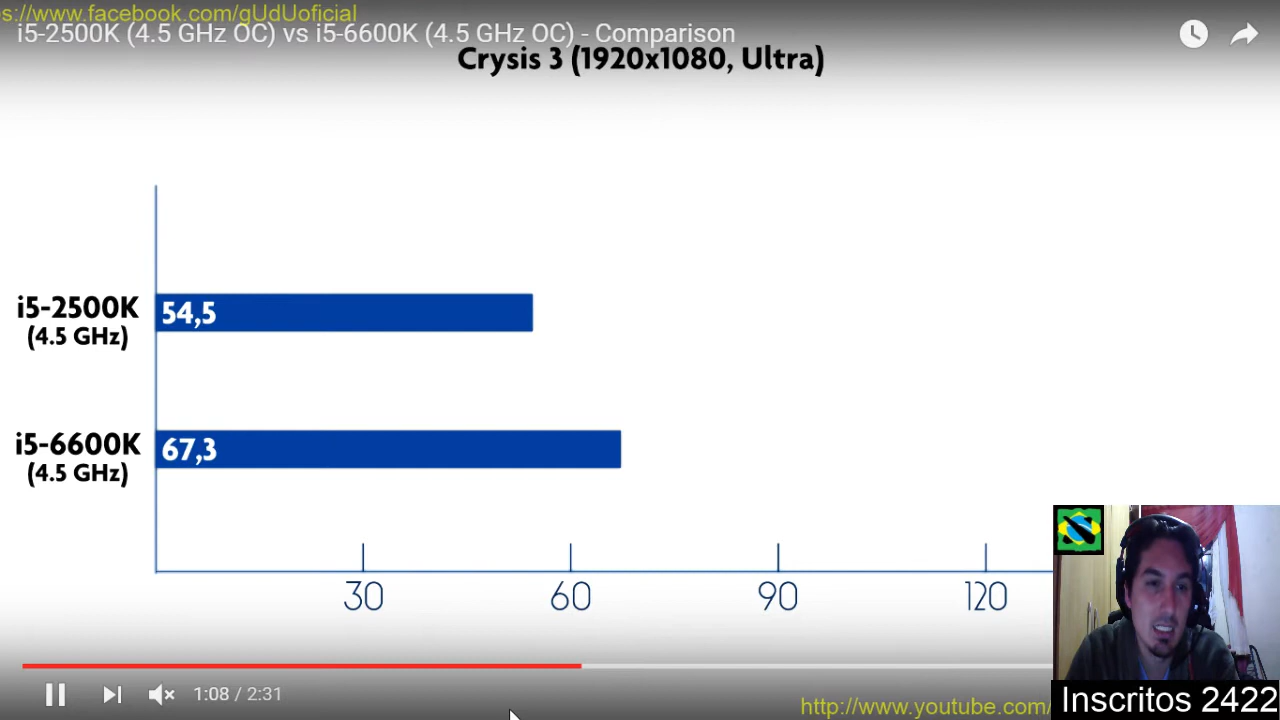 s://www.facebook.com/gUdUoficial
i5-2500K (4.5 GHz OC) vs i5-6600K (4.5 GHz OC) - Comparison
Crysis 3 (1920x1080, Ultra)
i5-2500K
(4.5 GHz)
54,5
i5-6600K
(4.5 GHz)
67,3
30
60
90
120
1:08 / 2:31
http://www.youtube.com/
Inscritos 2422